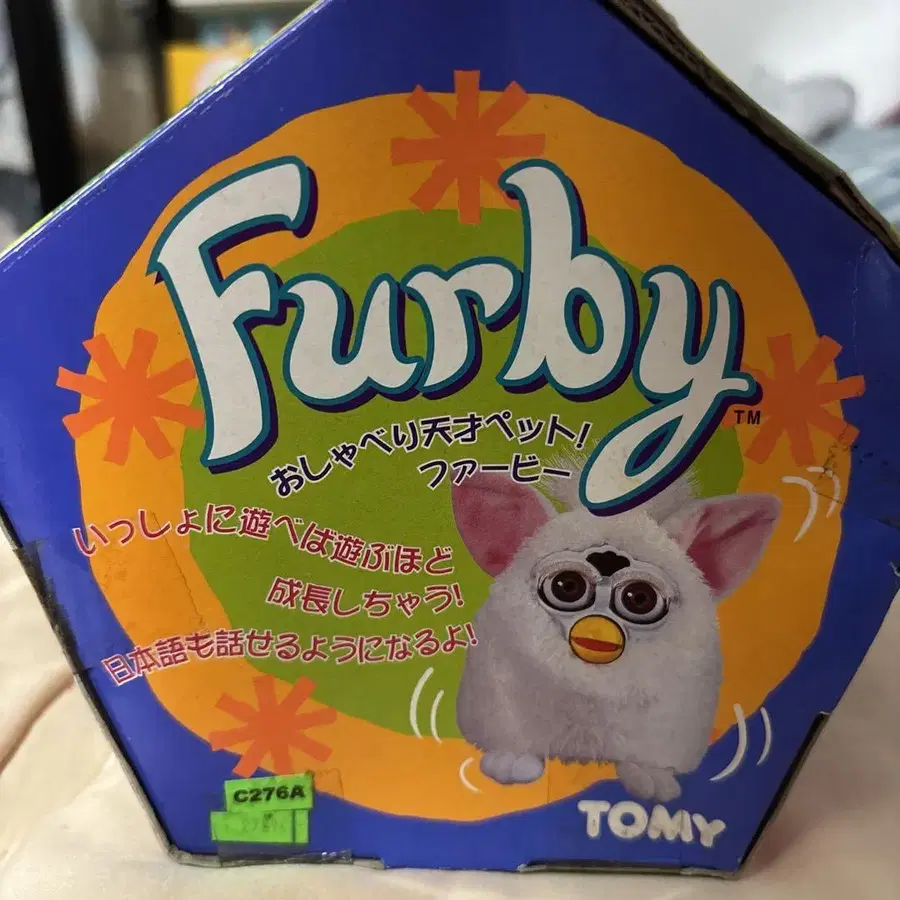 Furby
TM
おしゃべり天才ペット!
ファービー
いっしょに遊べば遊ぶほど
成長しちゃう!
日本語も話せるようになるよ!
C276A
TOMY